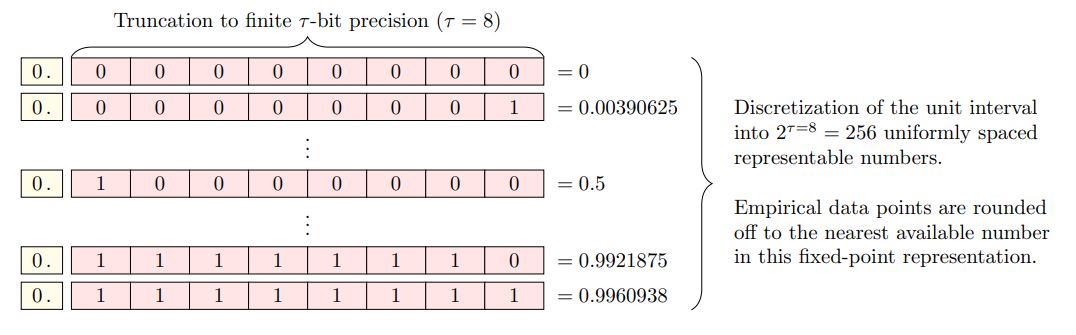 Truncation to finite τ-bit precision (τ = 8)
0. 0 0 0 0 0 0 0 0 = 0
0. 0 0 0 0 0 0 0 1 = 0.00390625
⋮
0. 1 0 0 0 0 0 0 0 = 0.5
⋮
0. 1 1 1 1 1 1 1 0 = 0.9921875
0. 1 1 1 1 1 1 1 1 = 0.9960938
Discretization of the unit interval
into 2^{τ=8} = 256 uniformly spaced
representable numbers.
Empirical data points are rounded
off to the nearest available number
in this fixed-point representation.